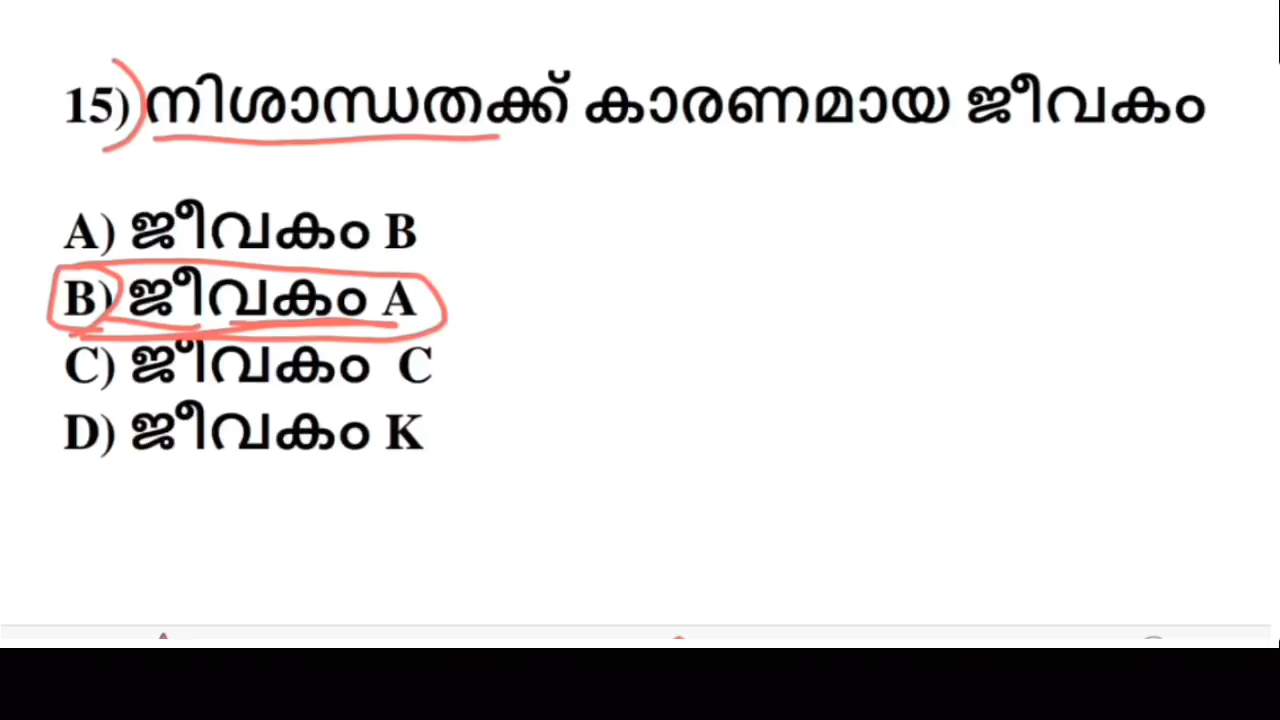 15) നിശാന്ധതക്ക് കാരണമായ ജീവകം
A) ജീവകം B
B) ജീവകം A
C) ജീവകം C
D) ജീവകം K